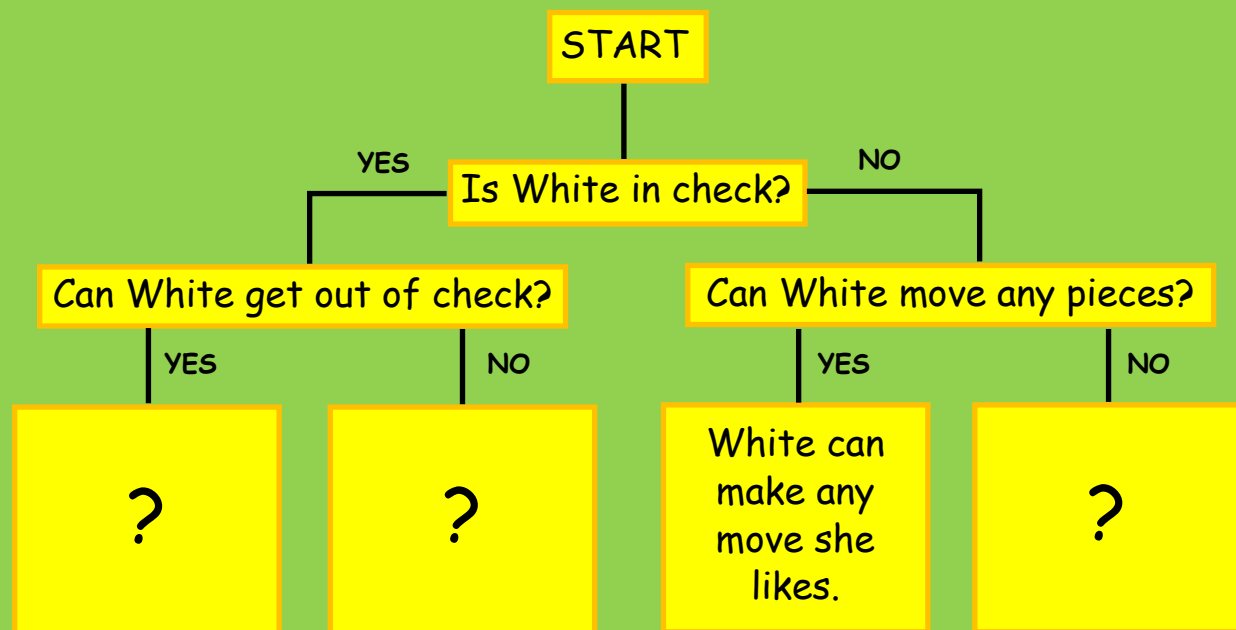 START
YES
NO
Is White in check?
Can White get out of check?
Can White move any pieces?
YES
NO
YES
NO
?
?
White can
make any
move she
likes.
?